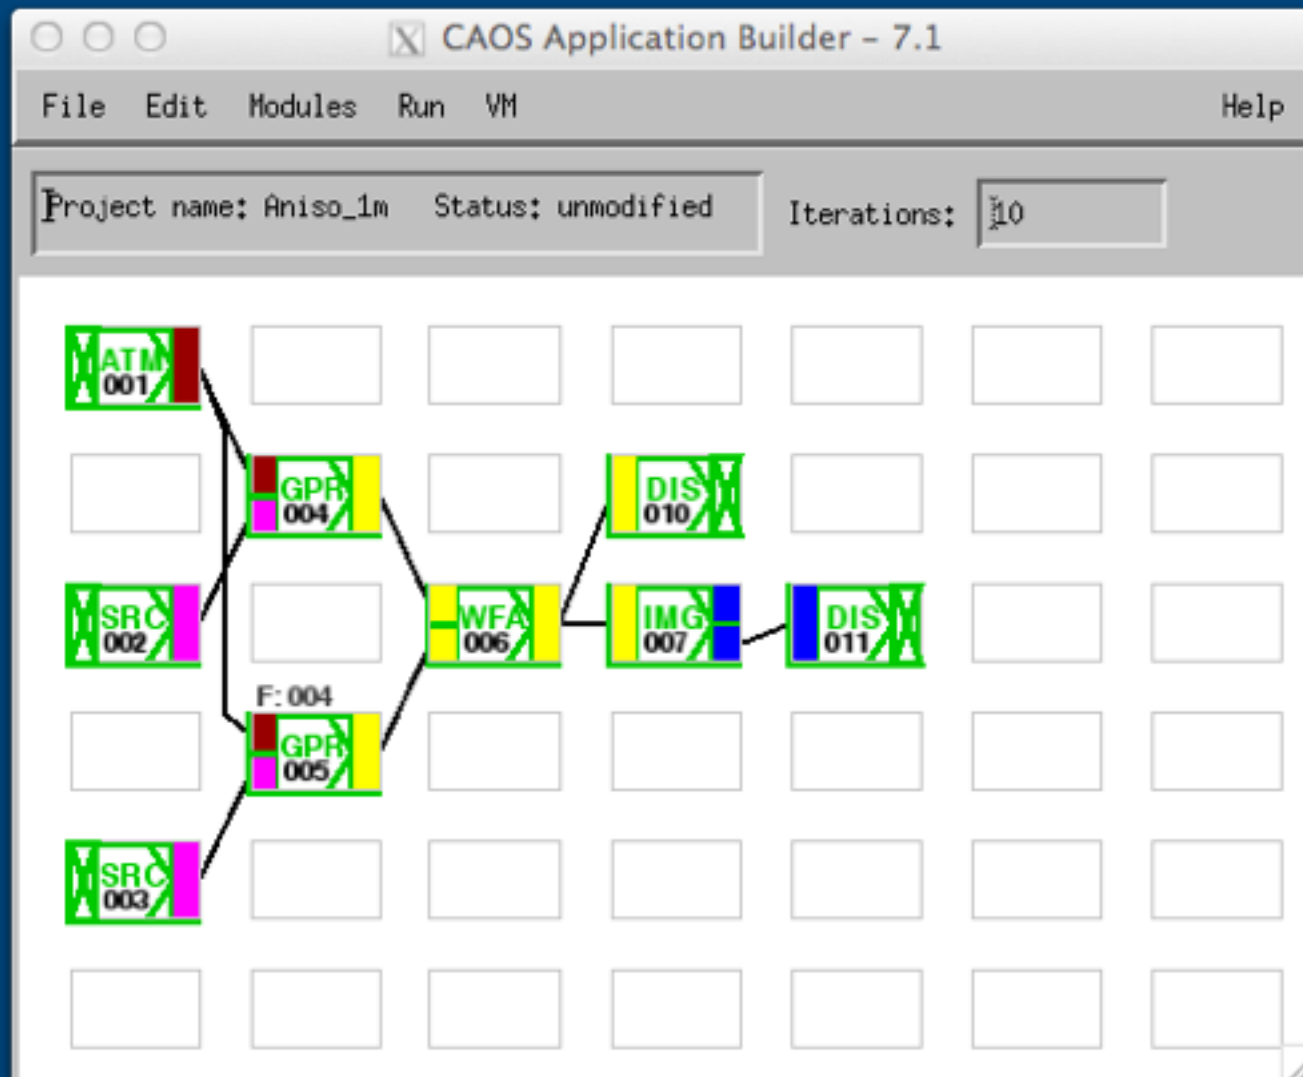 CAOS Application Builder – 7.1
File Edit Modules Run VM Help
Project name: Aniso_1m Status: unmodified Iterations: 10
ATM
001
GPR
004
DIS
010
SRC
002
WFA
006
IMG
007
DIS
011
F: 004
GPR
005
SRC
003